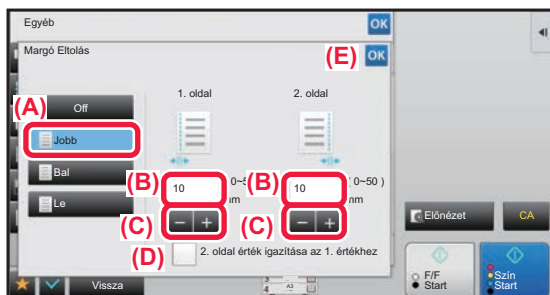 Egyéb
OK
Margó Eltolás
(E)
OK
1. oldal
2. oldal
(A)
Off
Jobb
Bal
Le
(B)
10
mm
(B)
10
( 0~50 )
mm
(C)
− +
(C)
− +
(D)
2. oldal érték igazítása az 1. értékhez
Előnézet
CA
Vissza
F/F
Start
Szín
Start